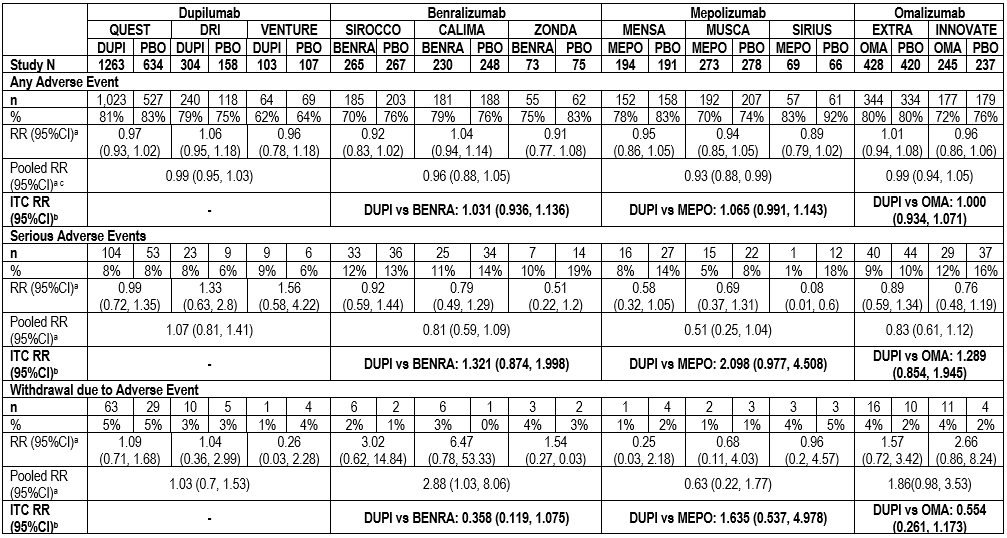 Dupilumab Benralizumab Mepolizumab Omalizumab
QUEST DRI VENTURE SIROCCO CALIMA ZONDA MENSA MUSCA SIRIUS EXTRA INNOVATE
DUPI PBO DUPI PBO DUPI PBO BENRA PBO BENRA PBO BENRA PBO MEPO PBO MEPO PBO MEPO PBO OMA PBO OMA PBO
Study N 1263 634 304 158 103 107 265 267 230 248 73 75 194 191 273 278 69 66 428 420 245 237
Any Adverse Event
n 1,023 527 240 118 64 69 185 203 181 188 55 62 152 158 192 207 57 61 344 334 177 179
% 81% 83% 79% 75% 62% 64% 70% 76% 79% 76% 75% 83% 78% 83% 70% 74% 83% 92% 80% 80% 72% 76%
RR (95%CI)ᵃ 0.97 1.06 0.96 0.92 1.04 0.91 0.95 0.94 0.89 1.01 0.96
(0.93, 1.02) (0.95, 1.18) (0.78, 1.18) (0.83, 1.02) (0.94, 1.14) (0.77. 1.08) (0.86, 1.05) (0.85, 1.05) (0.79, 1.02) (0.94, 1.08) (0.86, 1.06)
Pooled RR
(95%CI)ᵃ ᶜ 0.99 (0.95, 1.03) 0.96 (0.88, 1.05) 0.93 (0.88, 0.99) 0.99 (0.94, 1.05)
ITC RR
(95%CI)ᵇ - DUPI vs BENRA: 1.031 (0.936, 1.136) DUPI vs MEPO: 1.065 (0.991, 1.143) DUPI vs OMA: 1.000
(0.934, 1.071)
Serious Adverse Events
n 104 53 23 9 9 6 33 36 25 34 7 14 16 27 15 22 1 12 40 44 29 37
% 8% 8% 8% 6% 9% 6% 12% 13% 11% 14% 10% 19% 8% 14% 5% 8% 1% 18% 9% 10% 12% 16%
RR (95%CI)ᵃ 0.99 1.33 1.56 0.92 0.79 0.51 0.58 0.69 0.08 0.89 0.76
(0.72, 1.35) (0.63, 2.8) (0.58, 4.22) (0.59, 1.44) (0.49, 1.29) (0.22, 1.2) (0.32, 1.05) (0.37, 1.31) (0.01, 0.6) (0.59, 1.34) (0.48, 1.19)
Pooled RR
(95%CI)ᵃ 1.07 (0.81, 1.41) 0.81 (0.59, 1.09) 0.51 (0.25, 1.04) 0.83 (0.61, 1.12)
ITC RR
(95%CI)ᵇ - DUPI vs BENRA: 1.321 (0.874, 1.998) DUPI vs MEPO: 2.098 (0.977, 4.508) DUPI vs OMA: 1.289
(0.854, 1.945)
Withdrawal due to Adverse Event
n 63 29 10 5 1 4 6 2 6 1 3 2 1 4 2 3 3 3 16 10 11 4
% 5% 5% 3% 3% 1% 4% 2% 1% 3% 0% 4% 3% 1% 2% 1% 1% 4% 5% 4% 2% 4% 2%
RR (95%CI)ᵃ 1.09 1.04 0.26 3.02 6.47 1.54 0.25 0.68 0.96 1.57 2.66
(0.71, 1.68) (0.36, 2.99) (0.03, 2.28) (0.62, 14.84) (0.78, 53.33) (0.27, 0.03) (0.03, 2.18) (0.11, 4.03) (0.2, 4.57) (0.72, 3.42) (0.86, 8.24)
Pooled RR
(95%CI)ᵃ 1.03 (0.7, 1.53) 2.88 (1.03, 8.06) 0.63 (0.22, 1.77) 1.86(0.98, 3.53)
ITC RR
(95%CI)ᵇ - DUPI vs BENRA: 0.358 (0.119, 1.075) DUPI vs MEPO: 1.635 (0.537, 4.978) DUPI vs OMA: 0.554
(0.261, 1.173)